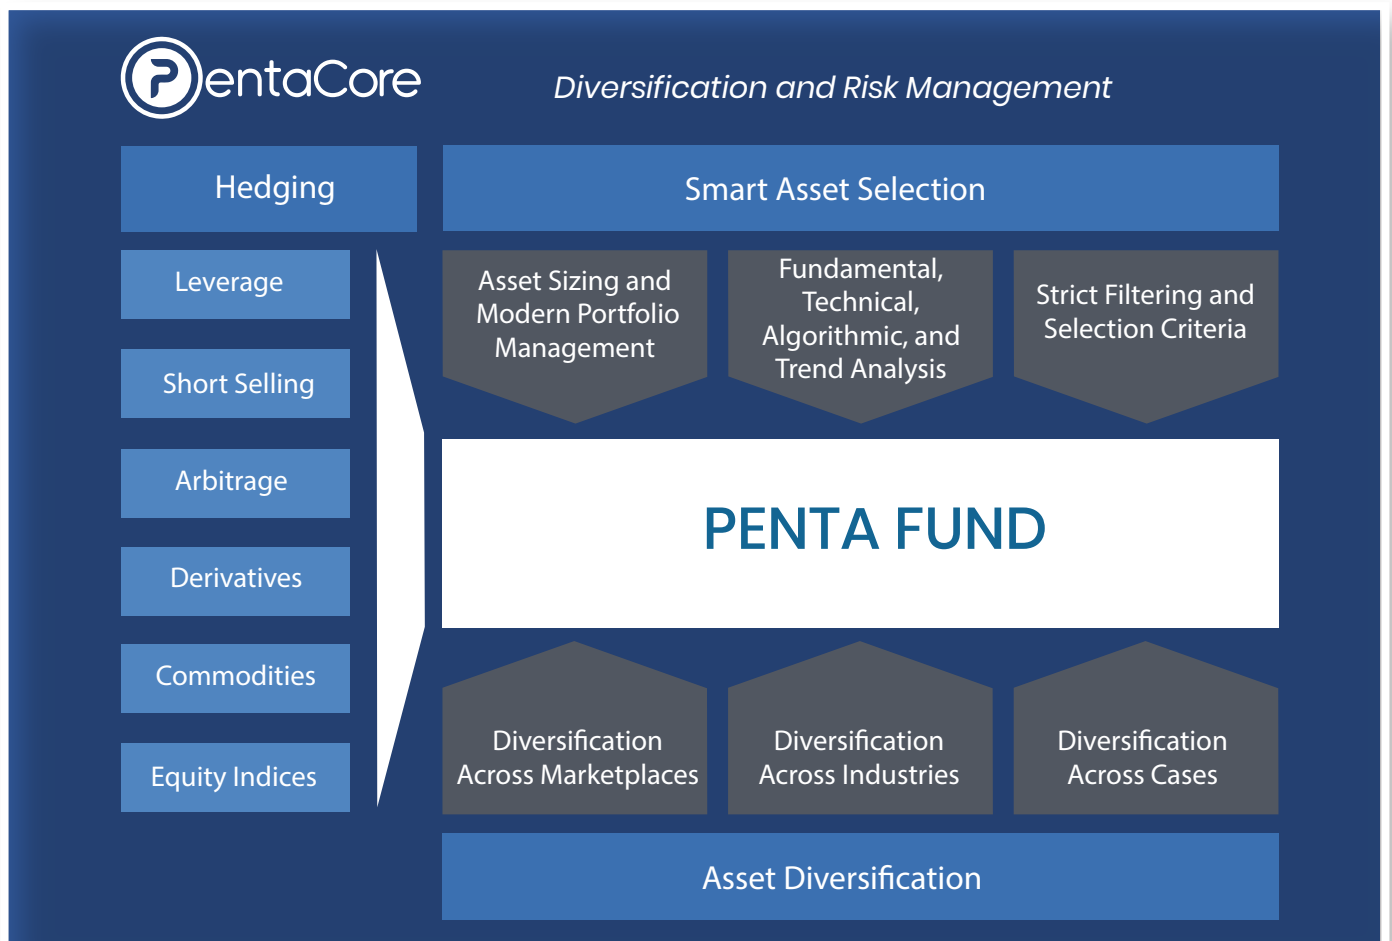 PentaCore
Diversification and Risk Management
Hedging
Leverage
Short Selling
Arbitrage
Derivatives
Commodities
Equity Indices
Smart Asset Selection
Asset Sizing and
Modern Portfolio
Management
Fundamental,
Technical,
Algorithmic, and
Trend Analysis
Strict Filtering and
Selection Criteria
PENTA FUND
Diversification
Across Marketplaces
Diversification
Across Industries
Diversification
Across Cases
Asset Diversification